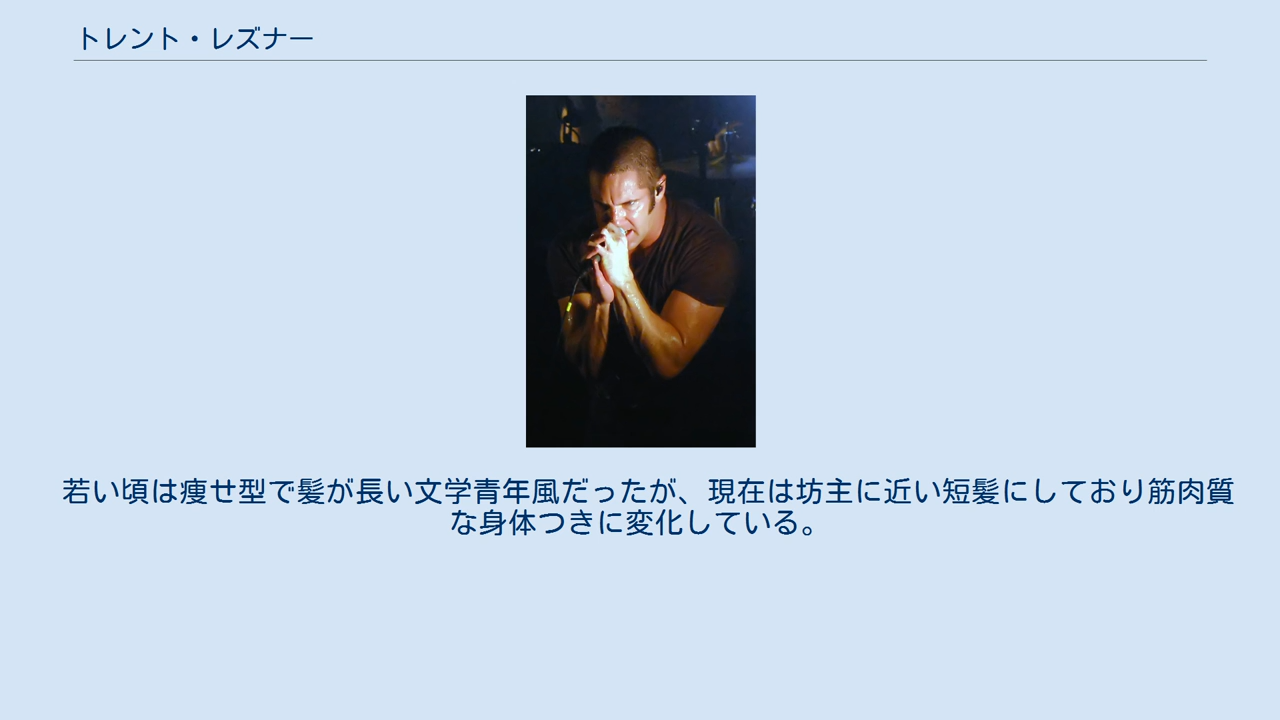 トレント・レズナー
若い頃は痩せ型で髪が長い文学青年風だったが、現在は坊主に近い短髪にしており筋肉質
な身体つきに変化している。